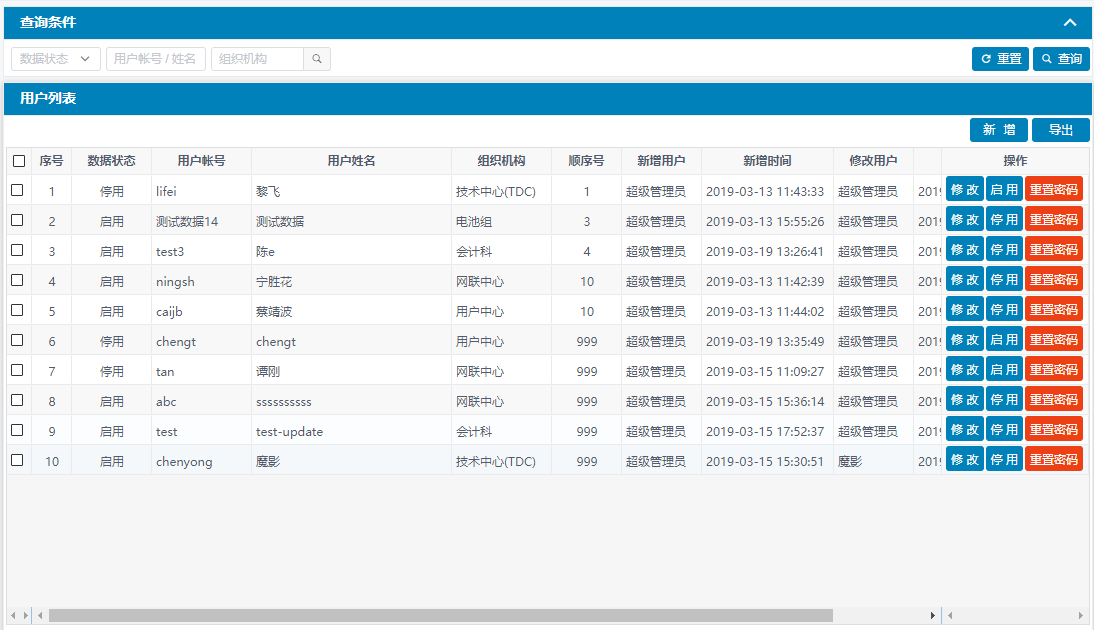 查询条件
数据状态 用户帐号 / 姓名 组织机构 重置 查询
用户列表
新 增 导出
序号 数据状态 用户帐号 用户姓名 组织机构 顺序号 新增用户 新增时间 修改用户 操作
1 停用 lifei 黎飞 技术中心(TDC) 1 超级管理员 2019-03-13 11:43:33 超级管理员 2019 修 改 启 用 重置密码
2 启用 测试数据14 测试数据 电池组 3 超级管理员 2019-03-13 15:55:26 超级管理员 2019 修 改 停 用 重置密码
3 启用 test3 陈e 会计科 4 超级管理员 2019-03-19 13:26:41 超级管理员 2019 修 改 停 用 重置密码
4 启用 ningsh 宁胜花 网联中心 10 超级管理员 2019-03-13 11:42:39 超级管理员 2019 修 改 停 用 重置密码
5 启用 caijb 蔡靖波 用户中心 10 超级管理员 2019-03-13 11:44:02 超级管理员 2019 修 改 停 用 重置密码
6 停用 chengt chengt 用户中心 999 超级管理员 2019-03-19 13:35:49 超级管理员 2019 修 改 启 用 重置密码
7 停用 tan 谭刚 网联中心 999 超级管理员 2019-03-15 11:09:27 超级管理员 2019 修 改 启 用 重置密码
8 启用 abc ssssssssss 网联中心 999 超级管理员 2019-03-15 15:36:14 超级管理员 2019 修 改 停 用 重置密码
9 启用 test test-update 会计科 999 超级管理员 2019-03-15 17:52:37 超级管理员 2019 修 改 停 用 重置密码
10 启用 chenyong 魔影 技术中心(TDC) 999 超级管理员 2019-03-15 15:30:51 魔影 2019 修 改 停 用 重置密码